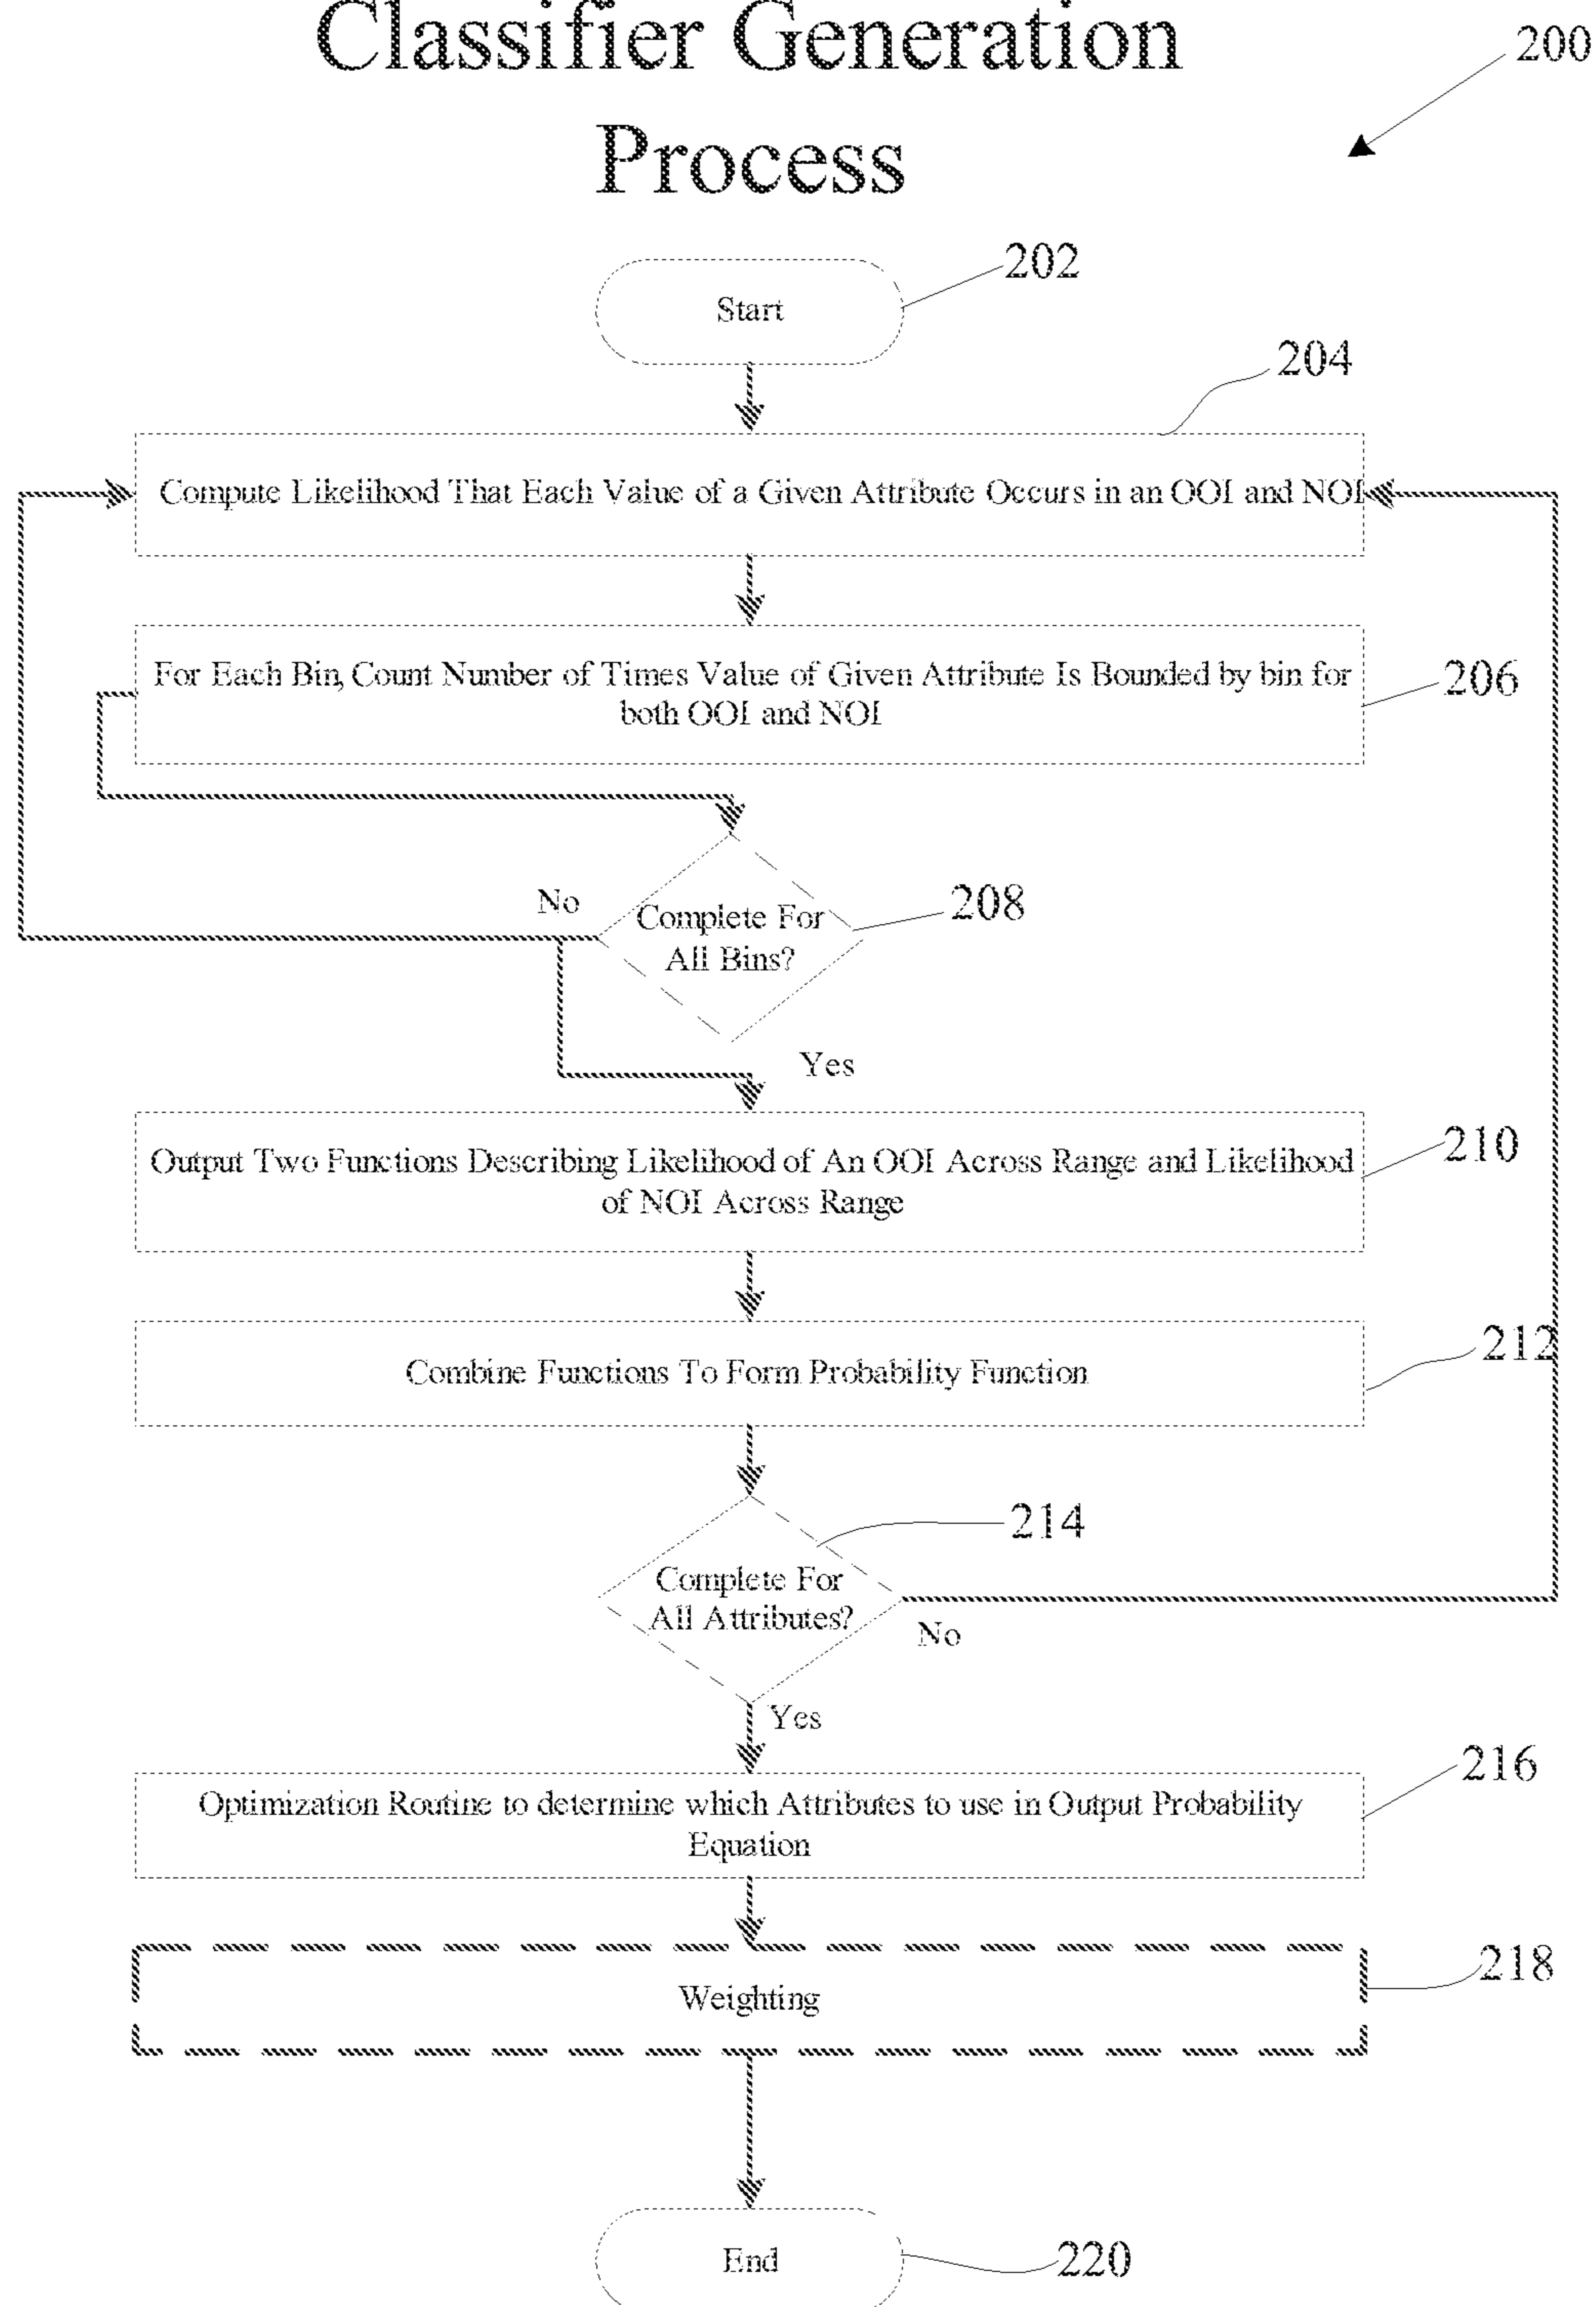 Classifier Generation
Process
200
Start
202
204
Compute Likelihood That Each Value of a Given Attribute Occurs in an OOI and NOI
For Each Bin, Count Number of Times Value of Given Attribute Is Bounded by bin for
both OOI and NOI
206
No
Complete For
All Bins?
208
Yes
Output Two Functions Describing Likelihood of An OOI Across Range and Likelihood
of NOI Across Range
210
Combine Functions To Form Probability Function
212
214
Complete For
All Attributes?
No
Yes
Optimization Routine to determine which Attributes to use in Output Probability
Equation
216
Weighting
218
End
220